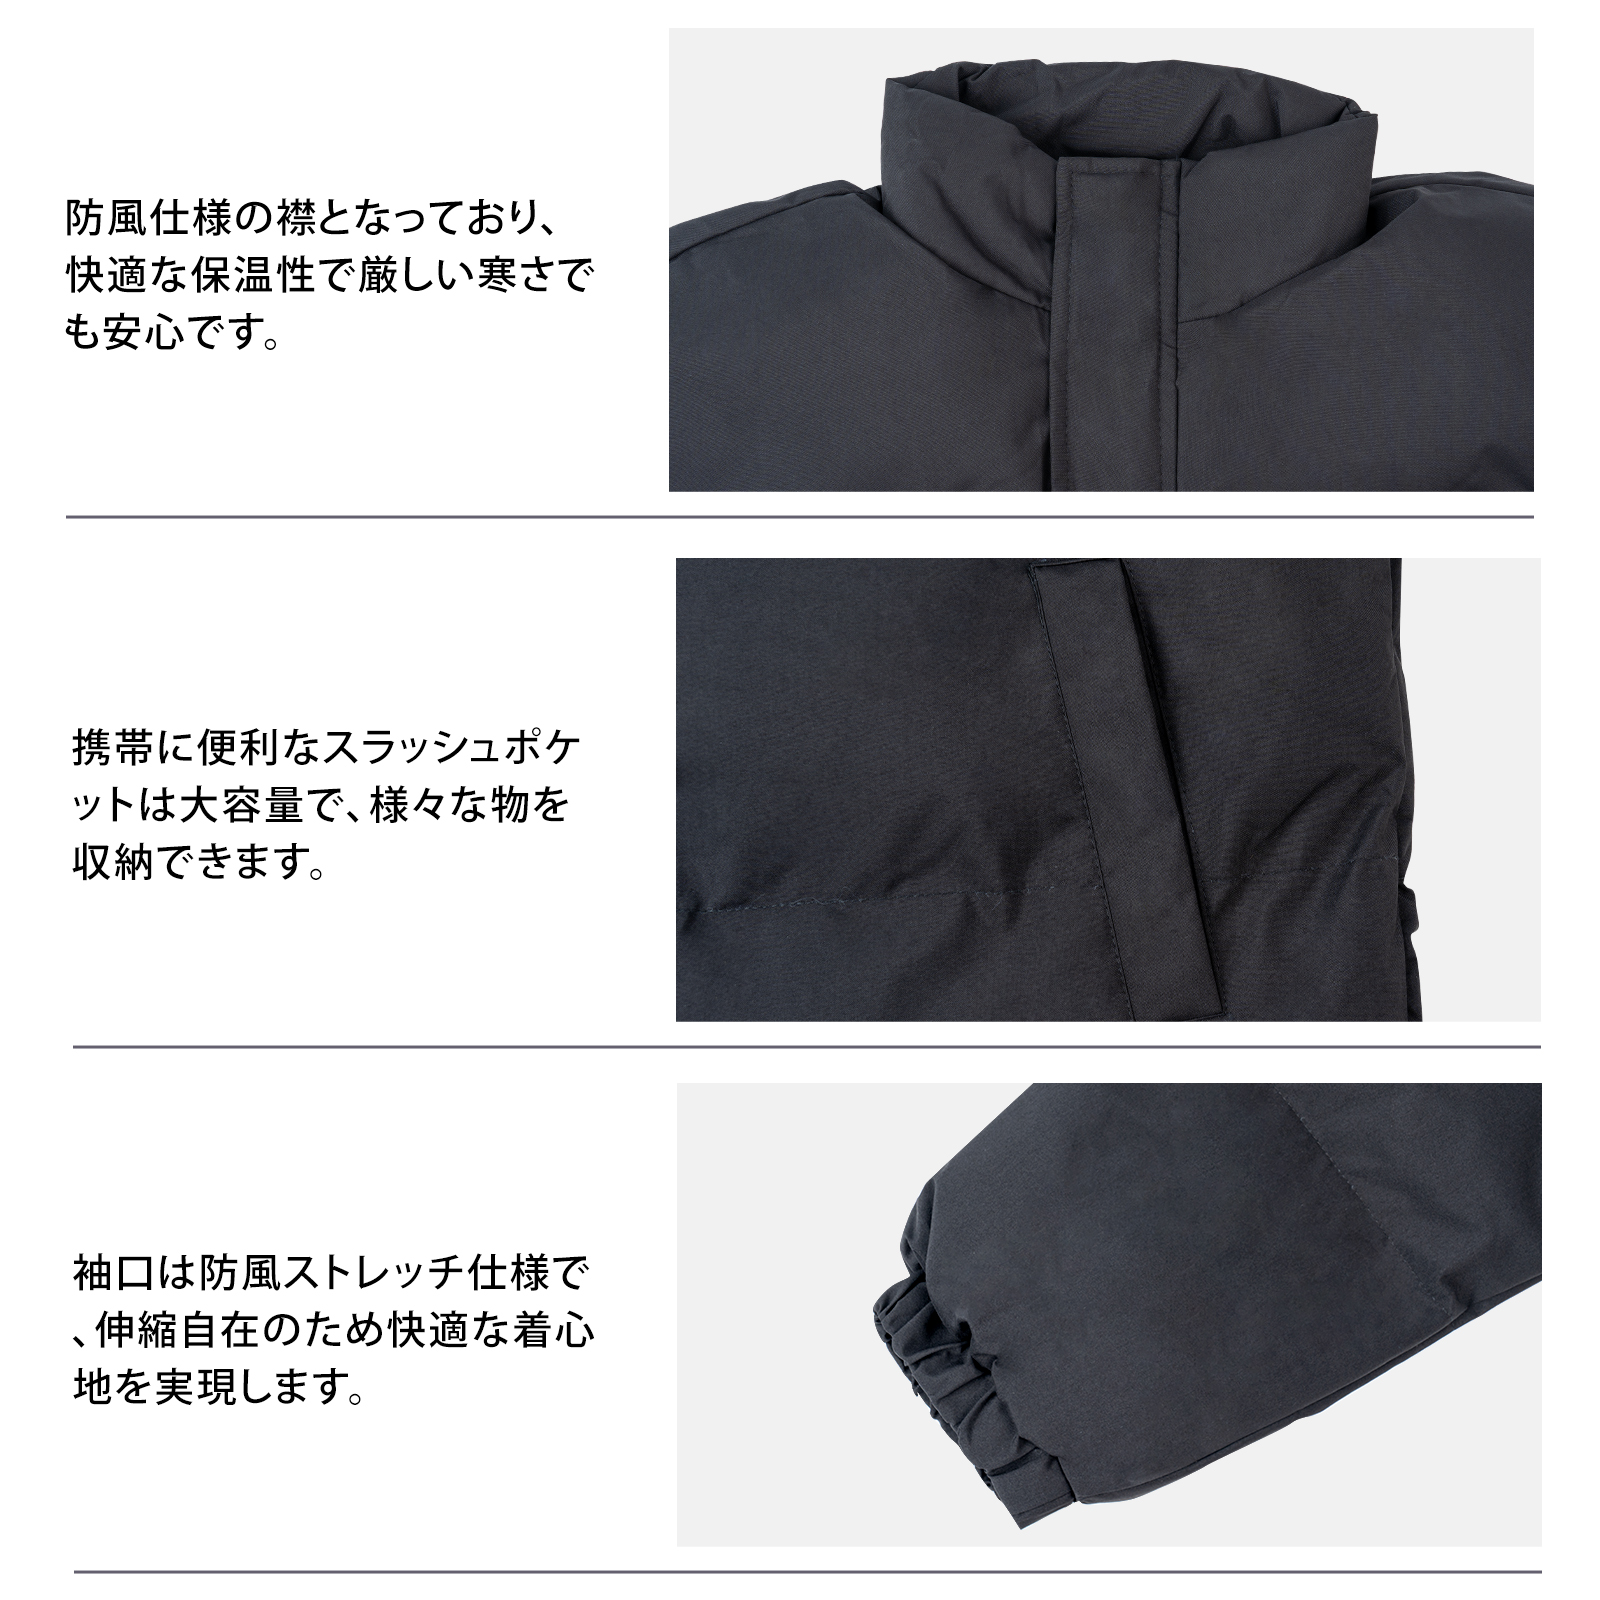 防風仕様の襟となっており、
快適な保温性で厳しい寒さで
も安心です。
携帯に便利なスラッシュポケ
ットは大容量で、様々な物を
収納できます。
袖口は防風ストレッチ仕様で
、伸縮自在のため快適な着心
地を実現します。